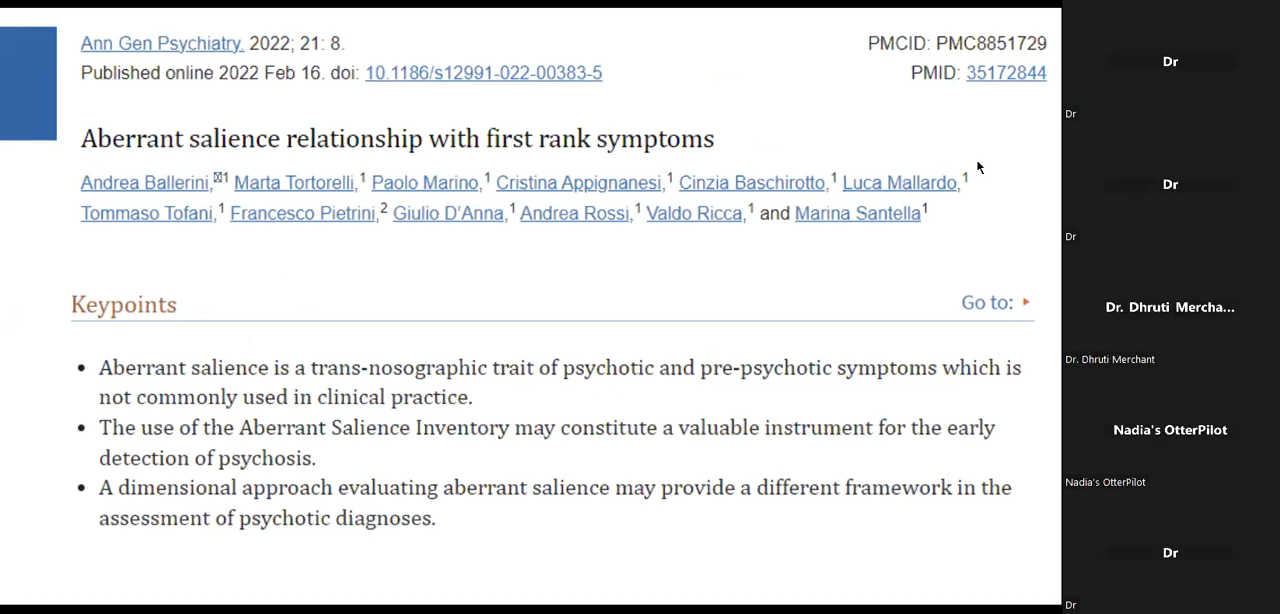 Ann Gen Psychiatry. 2022; 21: 8.
PMCID: PMC8851729
Published online 2022 Feb 16. doi: 10.1186/s12991-022-00383-5
PMID: 35172844
Aberrant salience relationship with first rank symptoms
Andrea Ballerini,✉1 Marta Tortorelli,1 Paolo Marino,1 Cristina Appignanesi,1 Cinzia Baschirotto,1 Luca Mallardo,1
Tommaso Tofani,1 Francesco Pietrini,2 Giulio D'Anna,1 Andrea Rossi,1 Valdo Ricca,1 and Marina Santella1
Keypoints
Go to: ▸
• Aberrant salience is a trans-nosographic trait of psychotic and pre-psychotic symptoms which is
not commonly used in clinical practice.
• The use of the Aberrant Salience Inventory may constitute a valuable instrument for the early
detection of psychosis.
• A dimensional approach evaluating aberrant salience may provide a different framework in the
assessment of psychotic diagnoses.
Dr
Dr
Dr
Dr
Dr. Dhruti Mercha...
Dr. Dhruti Merchant
Nadia's OtterPilot
Nadia's OtterPilot
Dr
Dr